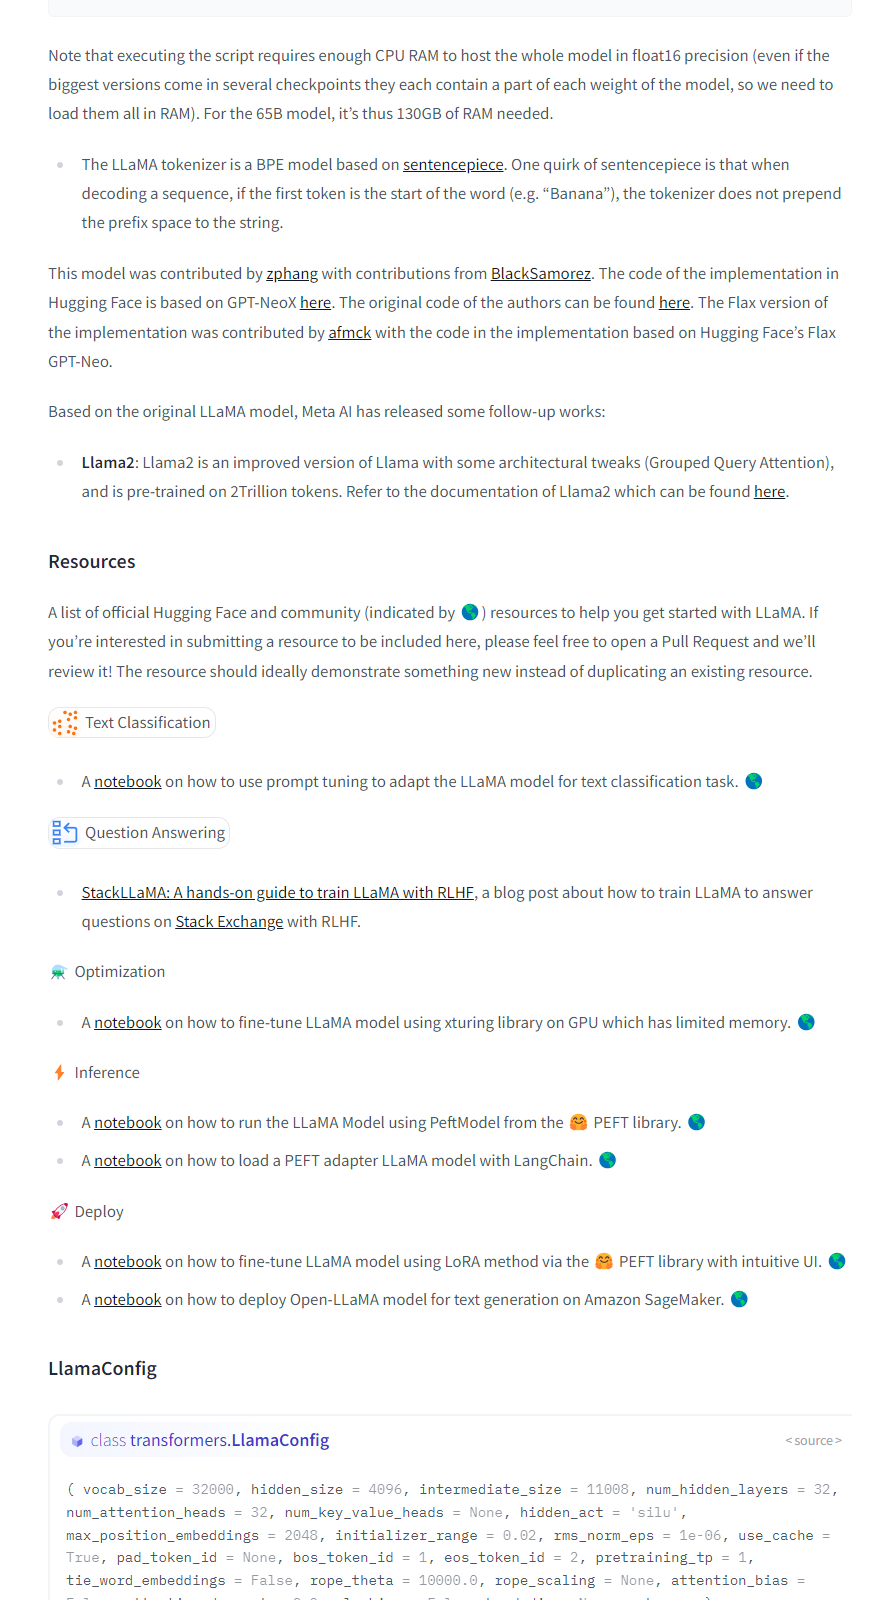 Note that executing the script requires enough CPU RAM to host the whole model in float16 precision (even if the
biggest versions come in several checkpoints they each contain a part of each weight of the model, so we need to
load them all in RAM). For the 65B model, it’s thus 130GB of RAM needed.
The LLaMA tokenizer is a BPE model based on sentencepiece. One quirk of sentencepiece is that when
decoding a sequence, if the first token is the start of the word (e.g. “Banana”), the tokenizer does not prepend
the prefix space to the string.
This model was contributed by zphang with contributions from BlackSamorez. The code of the implementation in
Hugging Face is based on GPT-NeoX here. The original code of the authors can be found here. The Flax version of
the implementation was contributed by afmck with the code in the implementation based on Hugging Face’s Flax
GPT-Neo.
Based on the original LLaMA model, Meta AI has released some follow-up works:
Llama2: Llama2 is an improved version of Llama with some architectural tweaks (Grouped Query Attention),
and is pre-trained on 2Trillion tokens. Refer to the documentation of Llama2 which can be found here.
Resources
A list of official Hugging Face and community (indicated by 🌎 ) resources to help you get started with LLaMA. If
you’re interested in submitting a resource to be included here, please feel free to open a Pull Request and we’ll
review it! The resource should ideally demonstrate something new instead of duplicating an existing resource.
Text Classification
A notebook on how to use prompt tuning to adapt the LLaMA model for text classification task. 🌎
Question Answering
StackLLaMA: A hands-on guide to train LLaMA with RLHF, a blog post about how to train LLaMA to answer
questions on Stack Exchange with RLHF.
⚗️ Optimization
A notebook on how to fine-tune LLaMA model using xturing library on GPU which has limited memory. 🌎
⚡ Inference
A notebook on how to run the LLaMA Model using PeftModel from the 🤗 PEFT library. 🌎
A notebook on how to load a PEFT adapter LLaMA model with LangChain. 🌎
🚀 Deploy
A notebook on how to fine-tune LLaMA model using LoRA method via the 🤗 PEFT library with intuitive UI. 🌎
A notebook on how to deploy Open-LLaMA model for text generation on Amazon SageMaker. 🌎
LlamaConfig
class transformers.LlamaConfig <source>
( vocab_size = 32000, hidden_size = 4096, intermediate_size = 11008, num_hidden_layers = 32,
num_attention_heads = 32, num_key_value_heads = None, hidden_act = 'silu',
max_position_embeddings = 2048, initializer_range = 0.02, rms_norm_eps = 1e-06, use_cache =
True, pad_token_id = None, bos_token_id = 1, eos_token_id = 2, pretraining_tp = 1,
tie_word_embeddings = False, rope_theta = 10000.0, rope_scaling = None, attention_bias =